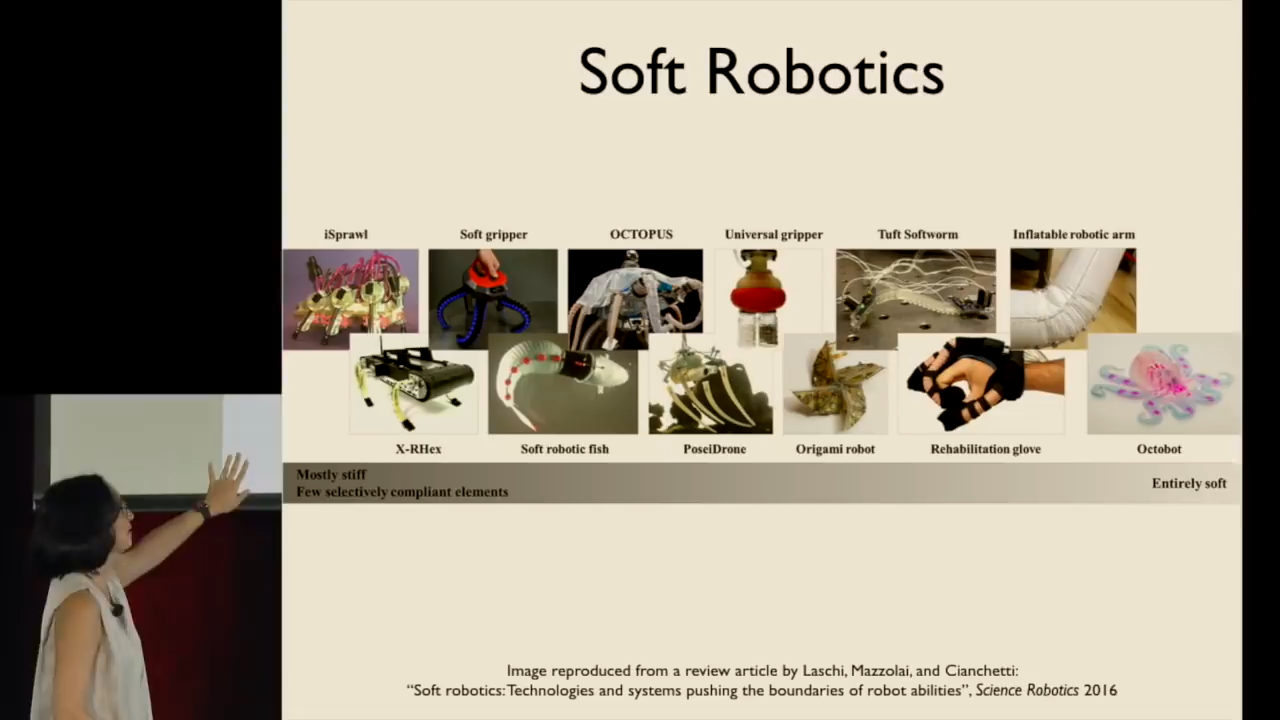 Soft Robotics
iSprawl
Soft gripper
OCTOPUS
Universal gripper
Tuft Softworm
Inflatable robotic arm
X-RHex
Soft robotic fish
PoseiDrone
Origami robot
Rehabilitation glove
Octobot
Mostly stiff
Few selectively compliant elements
Entirely soft
Image reproduced from a review article by Laschi, Mazzolai, and Cianchetti:
“Soft robotics: Technologies and systems pushing the boundaries of robot abilities”, Science Robotics 2016